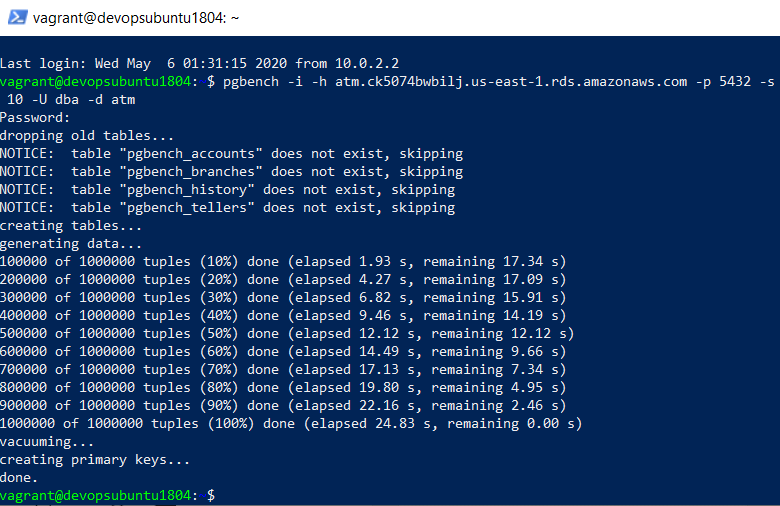 vagrant@devopsubuntu1804: ~
Last login: Wed May  6 01:31:15 2020 from 10.0.2.2
vagrant@devopsubuntu1804:~$ pgbench -i -h atm.ck5074bwbilj.us-east-1.rds.amazonaws.com -p 5432 -s
 10 -U dba -d atm
Password:
dropping old tables...
NOTICE:  table "pgbench_accounts" does not exist, skipping
NOTICE:  table "pgbench_branches" does not exist, skipping
NOTICE:  table "pgbench_history" does not exist, skipping
NOTICE:  table "pgbench_tellers" does not exist, skipping
creating tables...
generating data...
100000 of 1000000 tuples (10%) done (elapsed 1.93 s, remaining 17.34 s)
200000 of 1000000 tuples (20%) done (elapsed 4.27 s, remaining 17.09 s)
300000 of 1000000 tuples (30%) done (elapsed 6.82 s, remaining 15.91 s)
400000 of 1000000 tuples (40%) done (elapsed 9.46 s, remaining 14.19 s)
500000 of 1000000 tuples (50%) done (elapsed 12.12 s, remaining 12.12 s)
600000 of 1000000 tuples (60%) done (elapsed 14.49 s, remaining 9.66 s)
700000 of 1000000 tuples (70%) done (elapsed 17.13 s, remaining 7.34 s)
800000 of 1000000 tuples (80%) done (elapsed 19.80 s, remaining 4.95 s)
900000 of 1000000 tuples (90%) done (elapsed 22.16 s, remaining 2.46 s)
1000000 of 1000000 tuples (100%) done (elapsed 24.83 s, remaining 0.00 s)
vacuuming...
creating primary keys...
done.
vagrant@devopsubuntu1804:~$